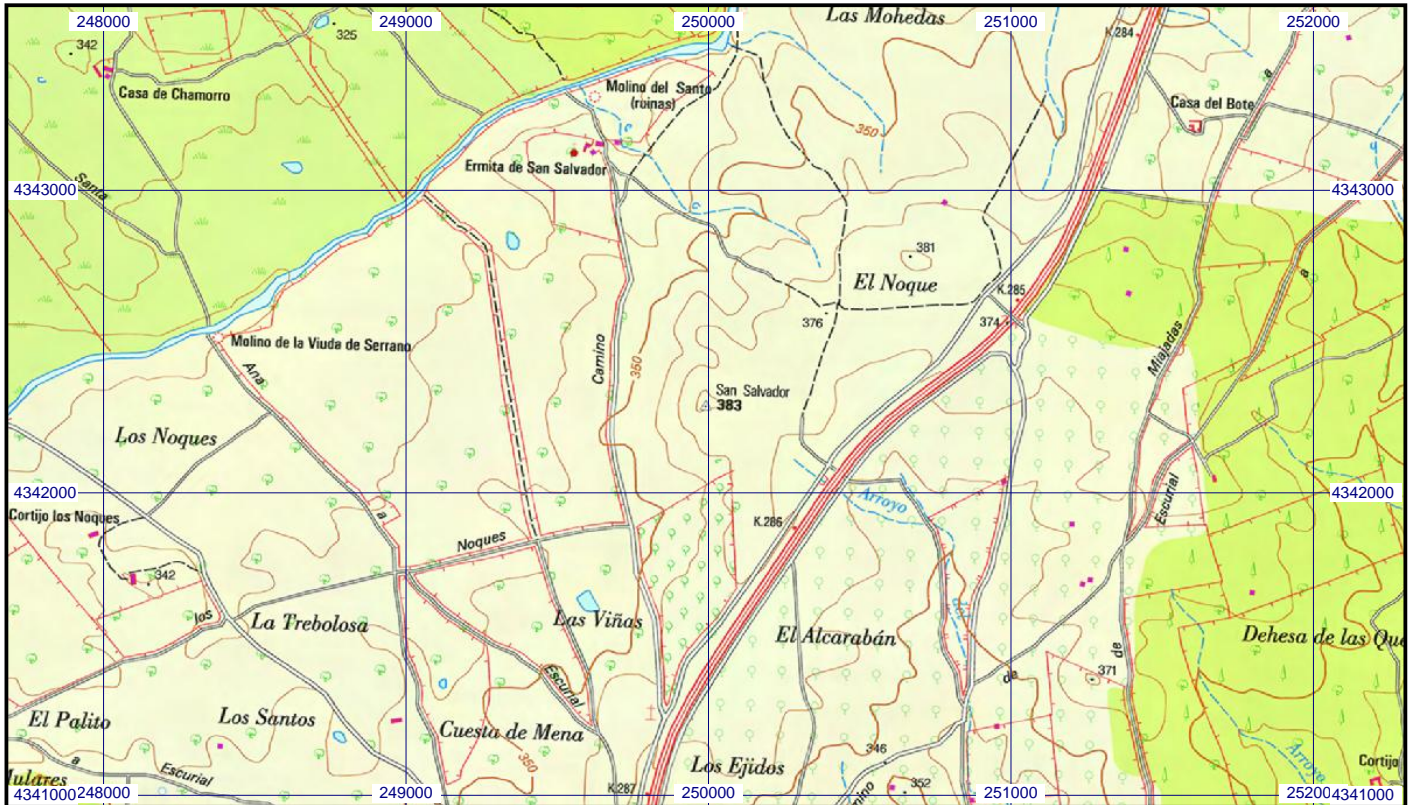 248000
249000
250000
251000
252000
Las Mohedas
342
325
K.284
Casa de Chamorro
Molino del Santo
(ruinas)
Casa del Bote
a
350
Ermita de San Salvador
4343000
4343000
Santa
381
El Noque
a
K.285
376
374
Molino de la Viuda de Serrano
Miajadas
Camino
350
Ana
San Salvador
383
Los Noques
4342000
4342000
Arroyo
Escurial
Cortijo los Noques
a
K.286
Noques
342
los
La Trebolosa
Las Viñas
El Alcarabán
de
Dehesa de las Que
371
de
Escurial
El Palito
Los Santos
Cuesta de Mena
346
Arroyo
350
Los Ejidos
Cortijo
a
Escurial
Mulares
352
K.287
4341000
248000
249000
250000
251000
252000
4341000